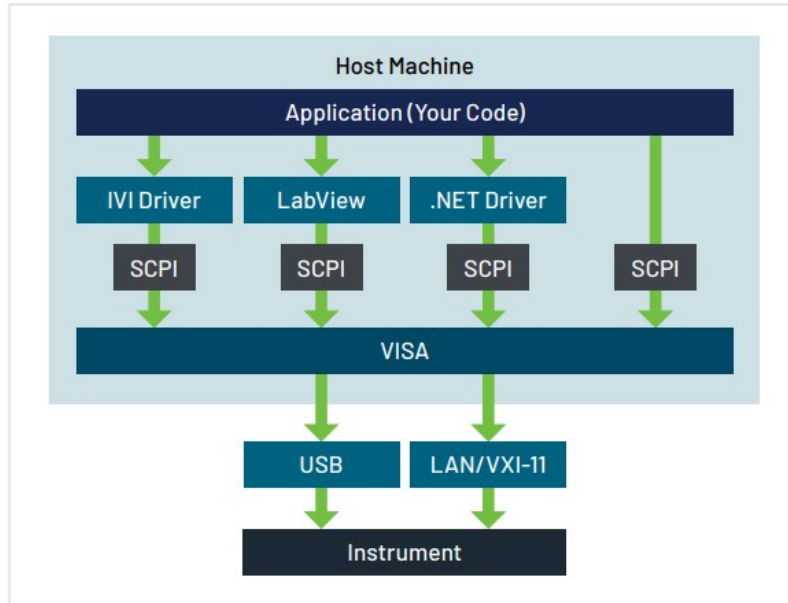 Host Machine
Application (Your Code)
IVI Driver
LabView
.NET Driver
SCPI
SCPI
SCPI
SCPI
VISA
USB
LAN/VXI-11
Instrument